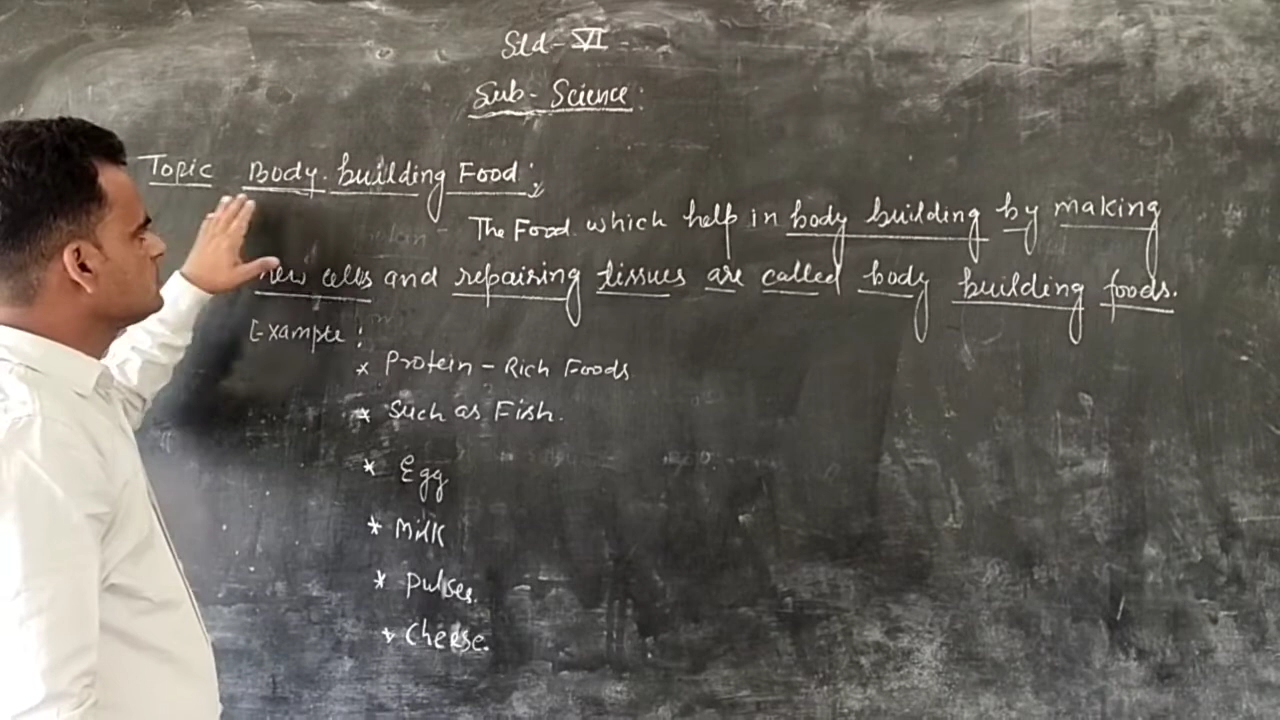 Std - VI
Sub - Science :
Topic Body building Food :
The Food which help in body building by making
new cells and repairing tissues are called body building foods.
Example :
* Protein - Rich Foods
* Such as Fish.
* Egg
* Milk
* Pulses.
* Cheese.